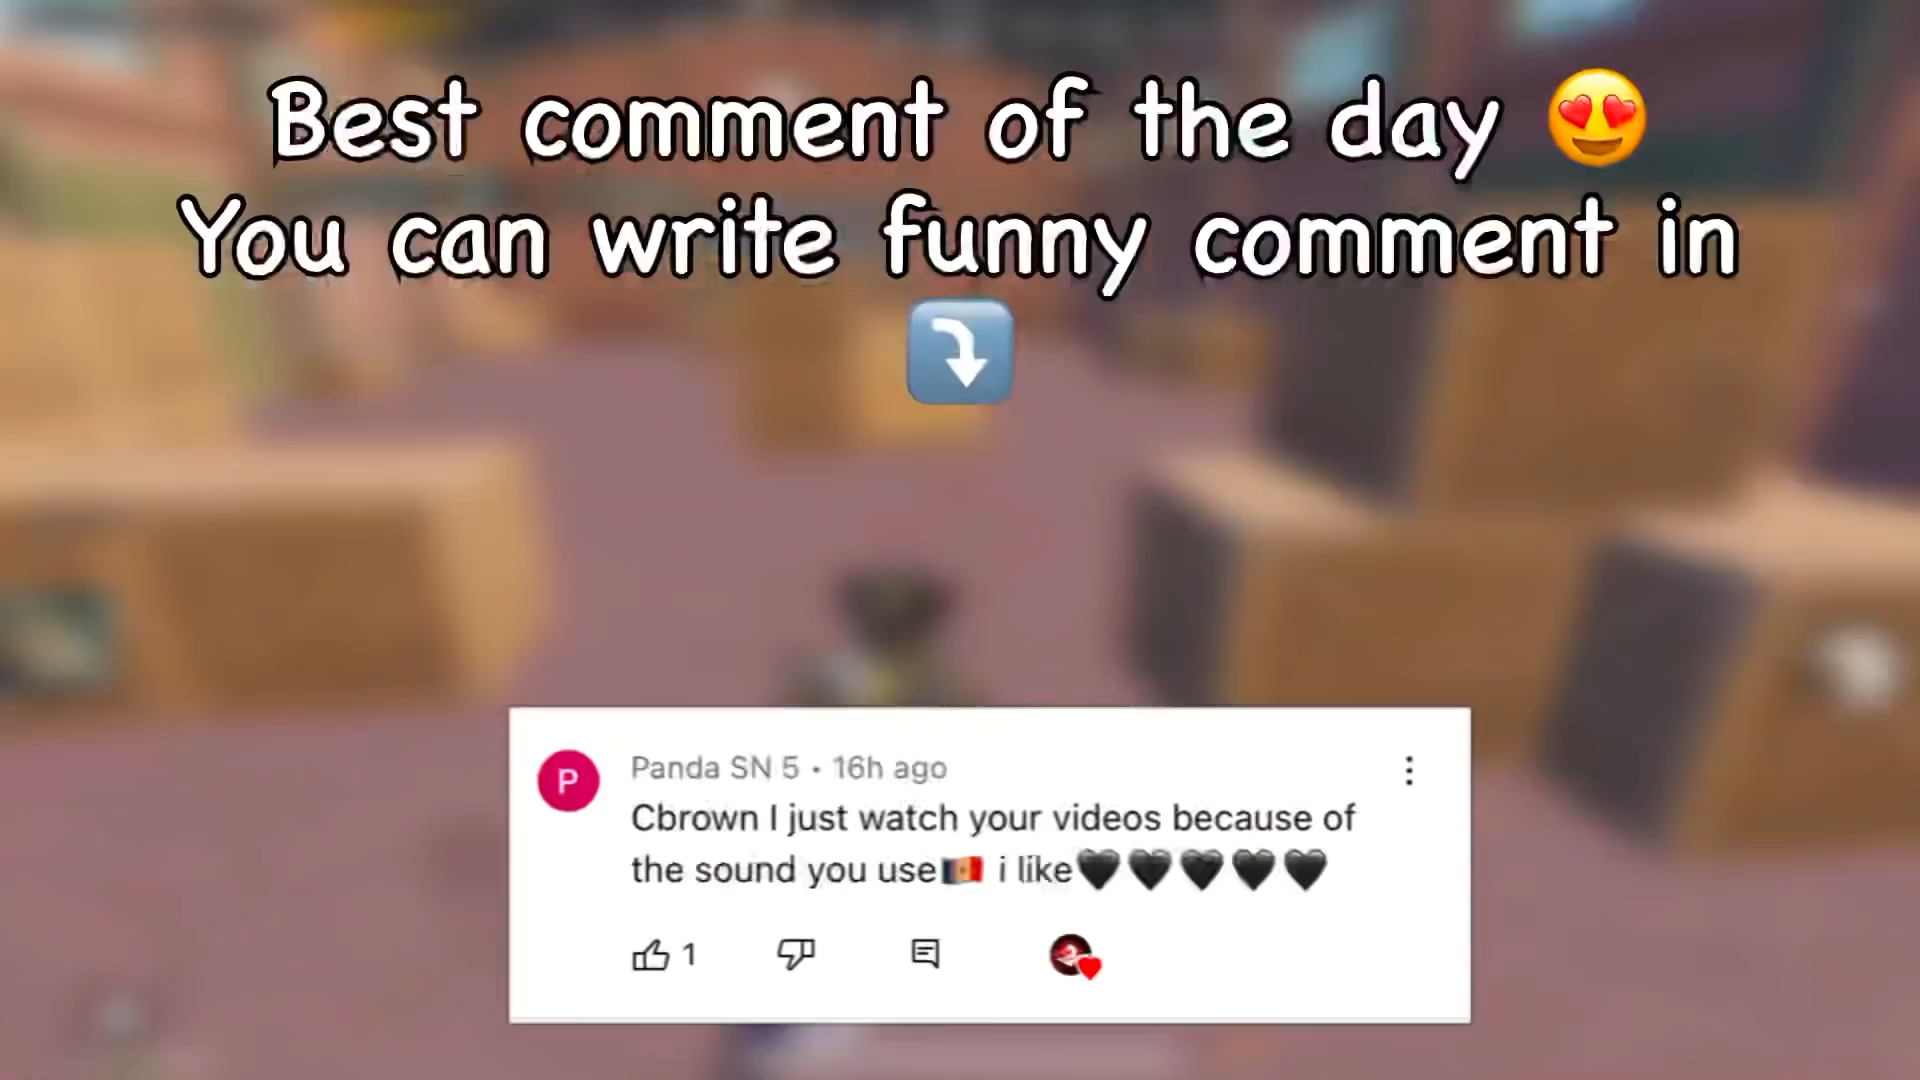 Best comment of the day 😍
You can write funny comment in
⤵️
P
Panda SN 5 • 16h ago
Cbrown I just watch your videos because of
the sound you use🇲🇩 i like🖤🖤🖤🖤🖤
1